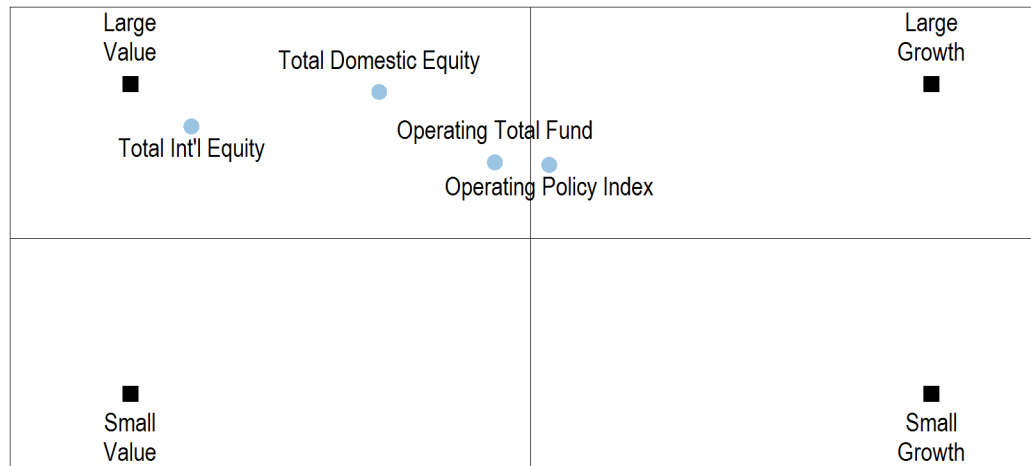 Large
Value
Large
Growth
Total Domestic Equity
Operating Total Fund
Total Int'l Equity
Operating Policy Index
Small
Value
Small
Growth